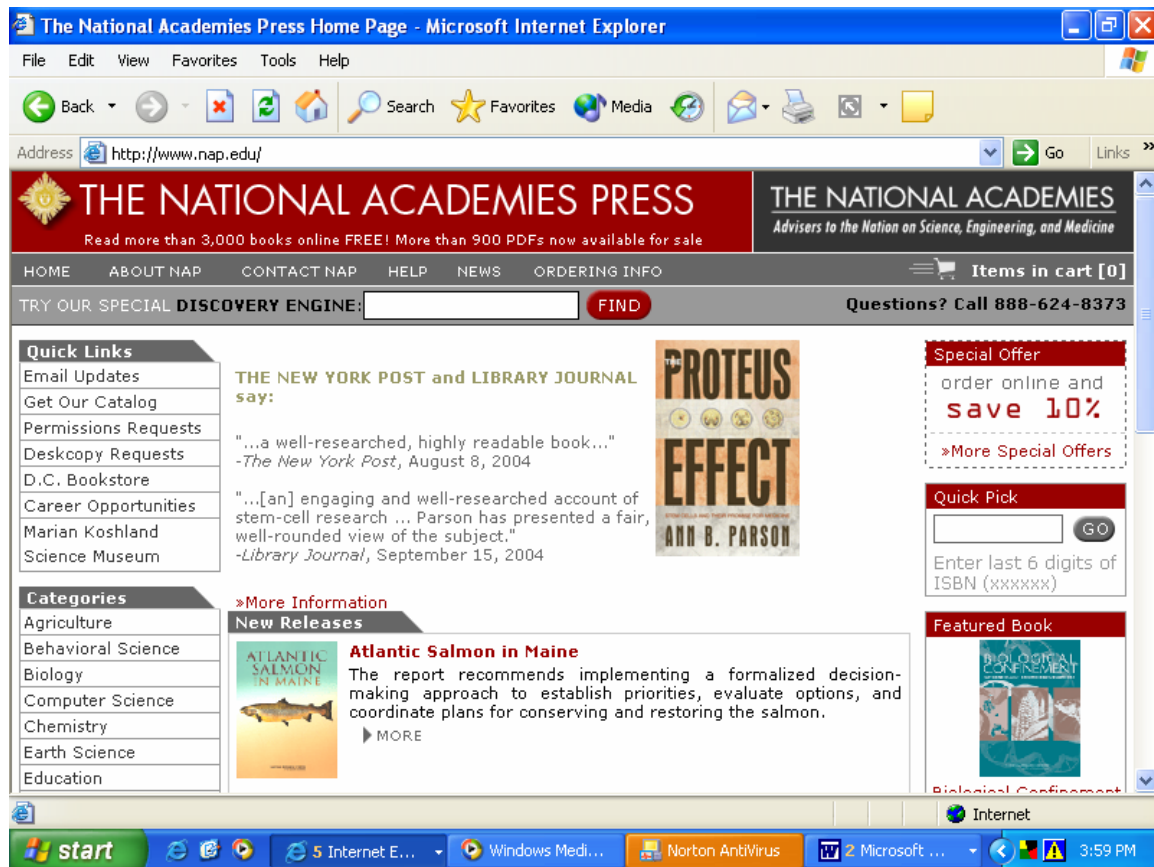 The National Academies Press Home Page - Microsoft Internet Explorer
File Edit View Favorites Tools Help
Back Search Favorites Media
Address http://www.nap.edu/ Go Links »
THE NATIONAL ACADEMIES PRESS
Read more than 3,000 books online FREE! More than 900 PDFs now available for sale
THE NATIONAL ACADEMIES
Advisers to the Nation on Science, Engineering, and Medicine
HOME ABOUT NAP CONTACT NAP HELP NEWS ORDERING INFO Items in cart [0]
TRY OUR SPECIAL DISCOVERY ENGINE: FIND Questions? Call 888-624-8373
Quick Links
Email Updates
Get Our Catalog
Permissions Requests
Deskcopy Requests
D.C. Bookstore
Career Opportunities
Marian Koshland
Science Museum
Categories
Agriculture
Behavioral Science
Biology
Computer Science
Chemistry
Earth Science
Education
THE NEW YORK POST and LIBRARY JOURNAL
say:
"...a well-researched, highly readable book..."
-The New York Post, August 8, 2004
"...[an] engaging and well-researched account of
stem-cell research ... Parson has presented a fair,
well-rounded view of the subject."
-Library Journal, September 15, 2004
»More Information
THE
PROTEUS
EFFECT
STEM CELLS AND THEIR PROMISE FOR MEDICINE
ANN B. PARSON
New Releases
ATLANTIC
SALMON
IN MAINE
Atlantic Salmon in Maine
The report recommends implementing a formalized decision-
making approach to establish priorities, evaluate options, and
coordinate plans for conserving and restoring the salmon.
MORE
Special Offer
order online and
save 10%
»More Special Offers
Quick Pick
GO
Enter last 6 digits of
ISBN (xxxxxx)
Featured Book
BIOLOGICAL
CONFINEMENT
Biological Confinement
Internet
start 5 Internet E... Windows Medi... Norton AntiVirus 2 Microsoft ... 3:59 PM